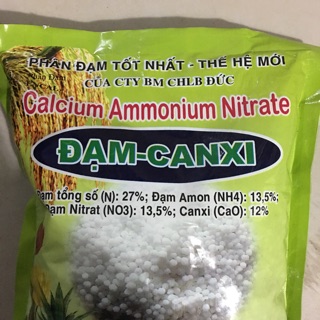 PHÂN ĐẠM TỐT NHẤT - THẾ HỆ MỚI
CỦA CTY BM CHLB ĐỨC
Calcium Ammonium Nitrate
ĐẠM-CANXI
Đạm tổng số (N): 27%; Đạm Amon (NH4): 13,5%;
Đạm Nitrat (NO3): 13,5%; Canxi (CaO): 12%